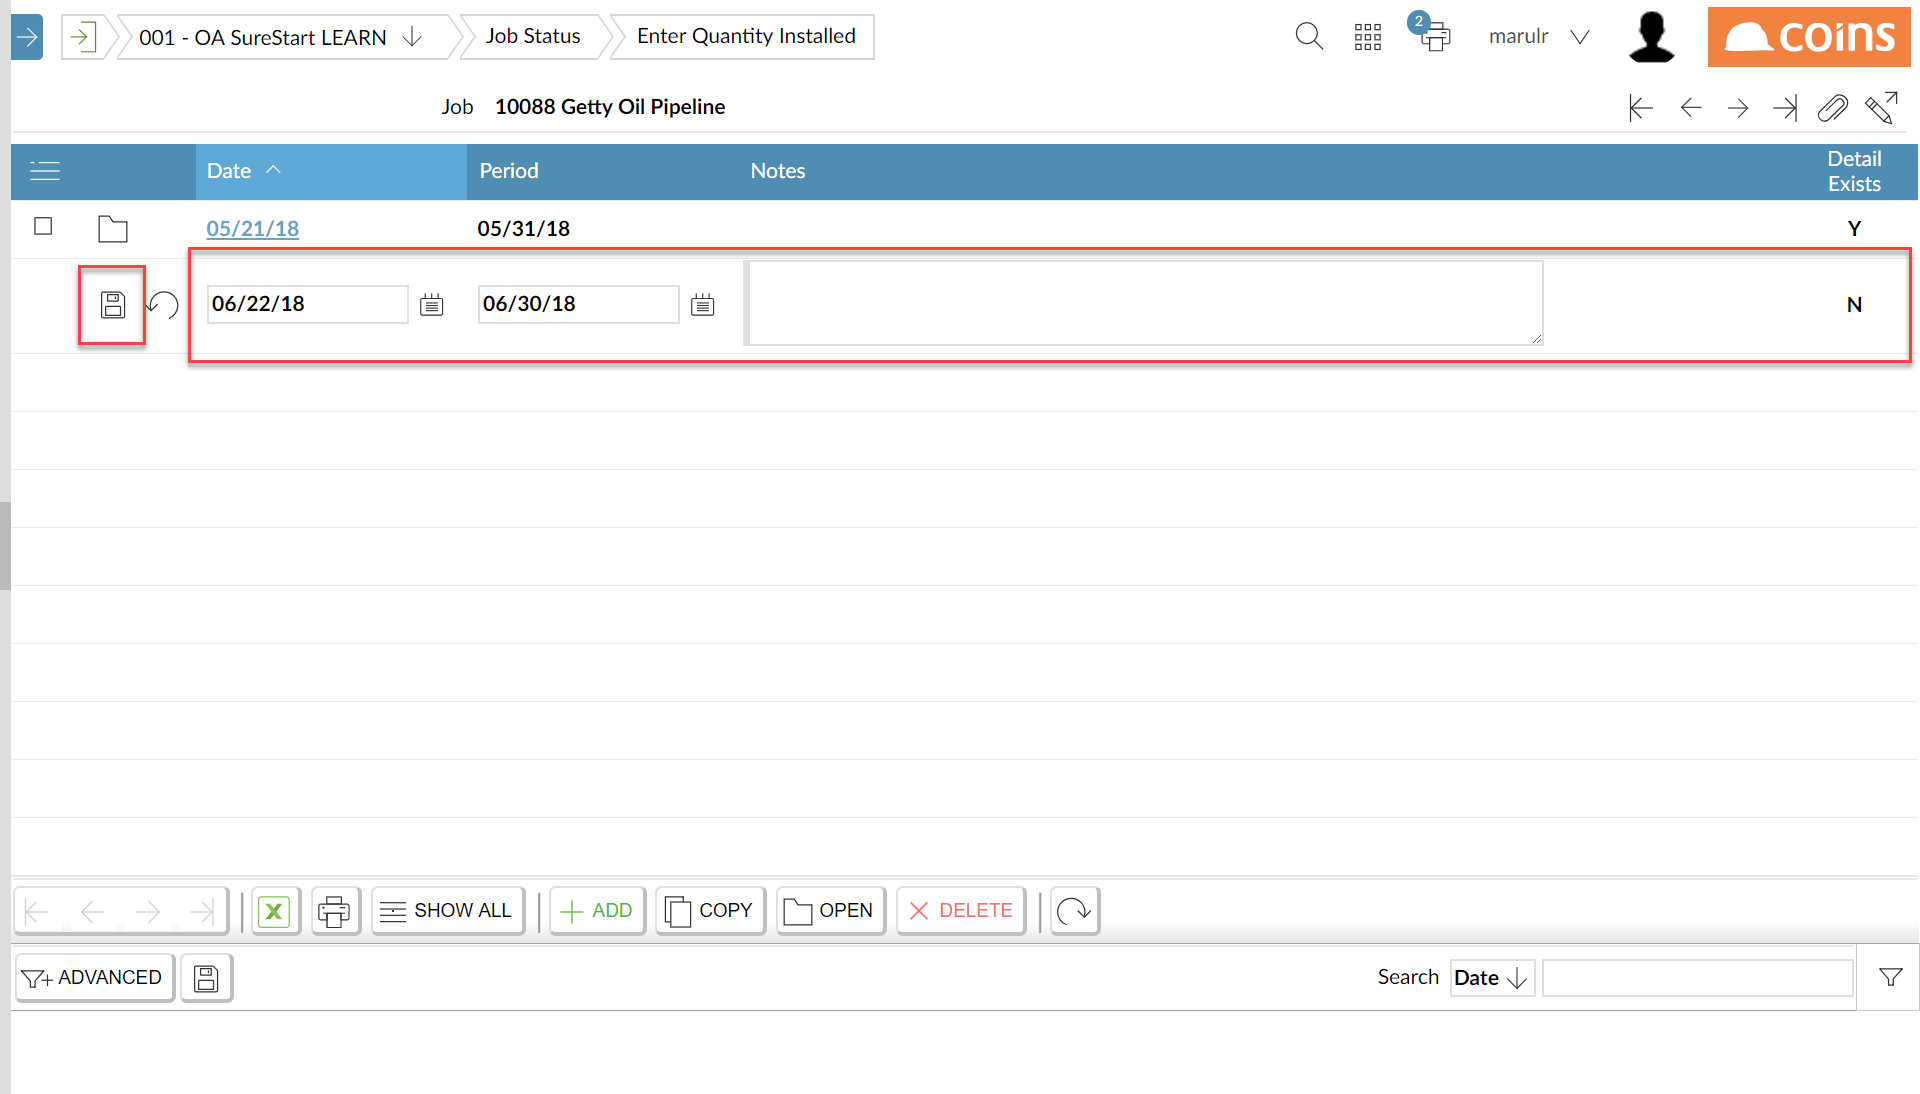 001 - OA SureStart LEARN
Job Status
Enter Quantity Installed
2
marulr
coins
Job 10088 Getty Oil Pipeline
Date
Period
Notes
Detail
Exists
05/21/18
05/31/18
Y
06/22/18
06/30/18
N
X
SHOW ALL
ADD
COPY
OPEN
DELETE
ADVANCED
Search
Date